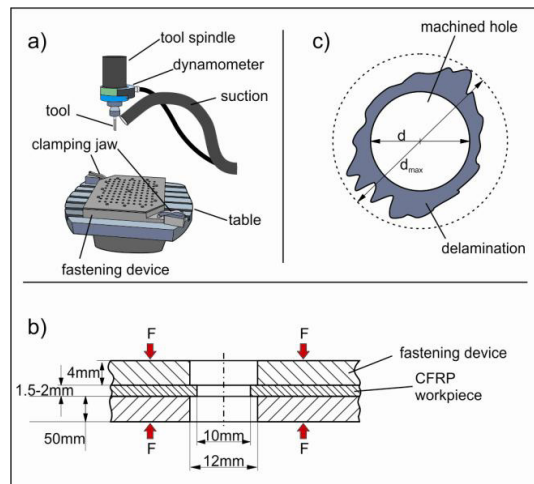 a)
tool spindle
dynamometer
suction
tool
clamping jaw
table
fastening device
c)
machined hole
d
dmax
delamination
b)
F
F
4mm
fastening device
1.5-2mm
CFRP
workpiece
50mm
10mm
12mm
F
F